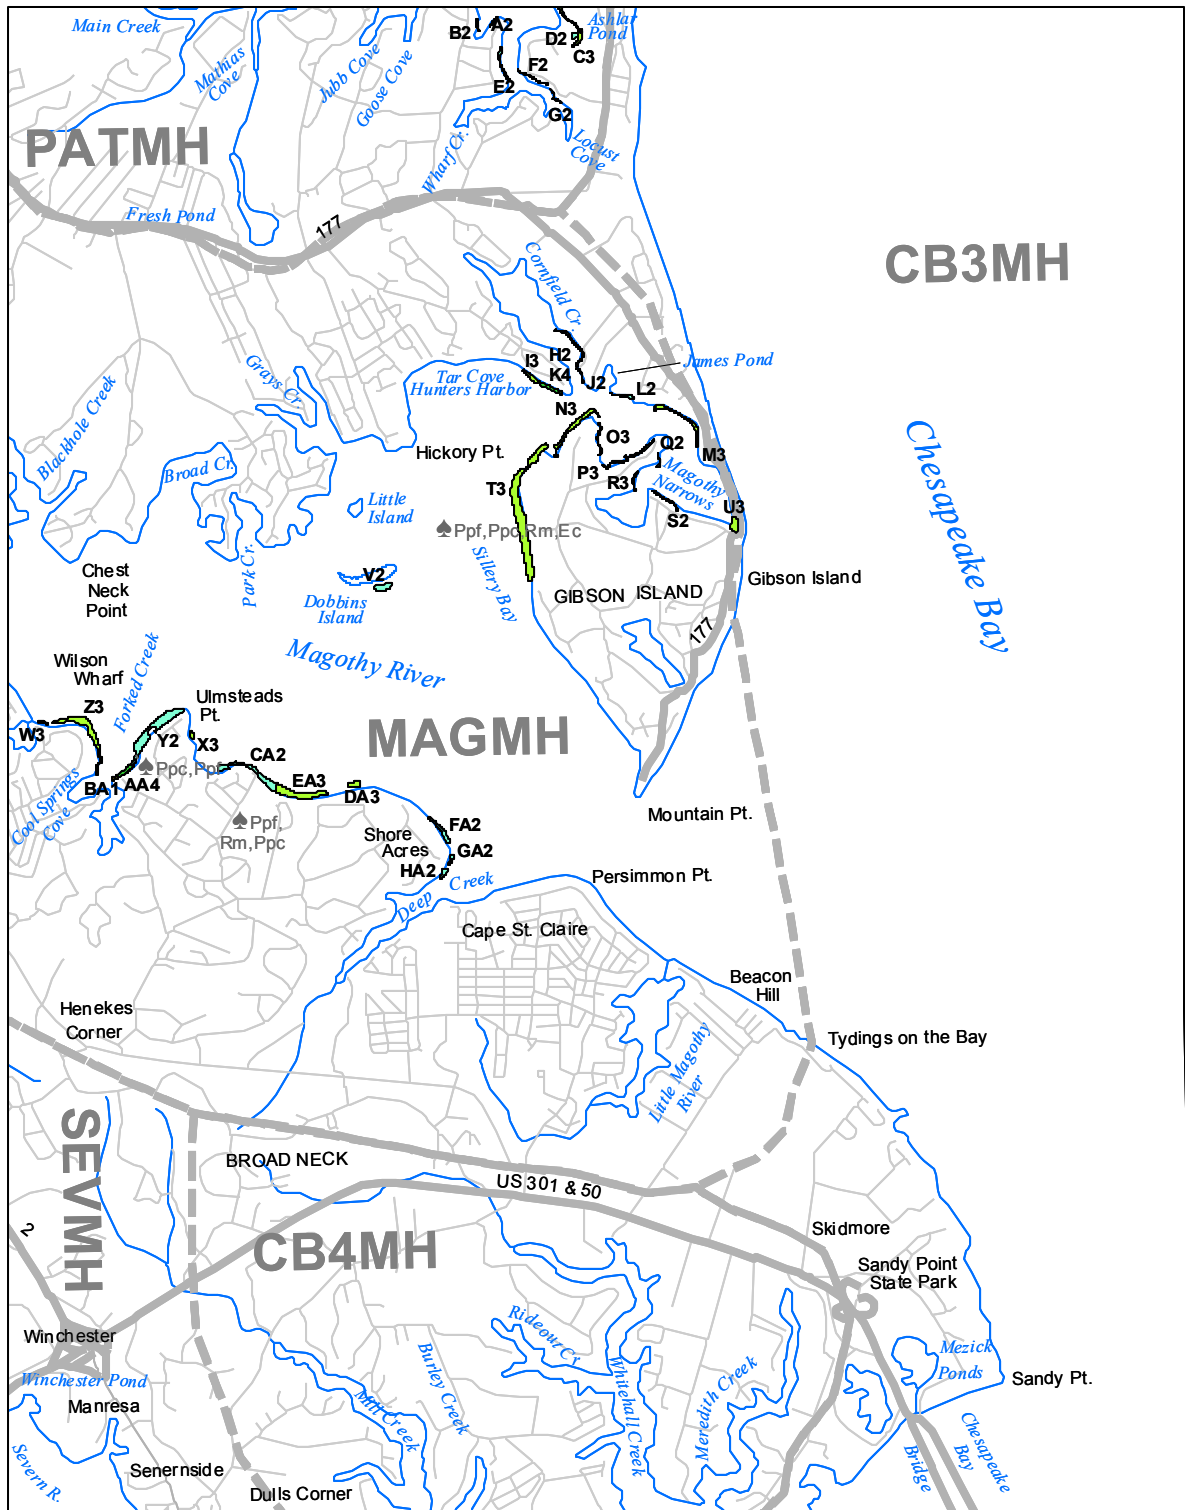 Main Creek
B2
A2
Ashlar
Pond
D2
C3
Mathias
Cove
Jubb Cove
Goose Cove
F2
E2
G2
Locust
Cove
PATMH
Wharf Cr.
Fresh Pond
177
CB3MH
Cornfield Cr.
H2
I3
K4
James Pond
Grays Cr.
Tar Cove
Hunters Harbor
J2
L2
N3
Blackhole Creek
Chesapeake Bay
Hickory Pt.
O3
Q2
M3
Broad Cr.
P3
Magothy
Narrows
R3
T3
Little
Island
U3
S2
Ppf,Ppc,Rm,Ec
Park Cr.
Sillery Bay
Chest
Neck
Point
V2
Dobbins
Island
GIBSON ISLAND
Gibson Island
177
Magothy River
Wilson
Wharf
Forked Creek
Ulmsteads
Pt.
Z3
W3
Y2
X3
MAGMH
CA2
Ppc,Ppf
BA1
AA4
EA3
DA3
Cool Springs
Cove
Mountain Pt.
Ppf,
Rm,Ppc
Shore
Acres
FA2
GA2
HA2
Deep
Creek
Persimmon Pt.
Cape St. Claire
Beacon
Hill
Henekes
Corner
Tydings on the Bay
Little Magothy
River
SEVMH
BROAD NECK
US 301 & 50
2
CB4MH
Skidmore
Sandy Point
State Park
Winchester
Rideout Cr.
Mezick
Ponds
Winchester Pond
Manresa
Burley Creek
Mill Creek
Whitehall Creek
Meredith Creek
Sandy Pt.
Severn R.
Senernside
Dulls Corner
Chesapeake
Bay
Bridge